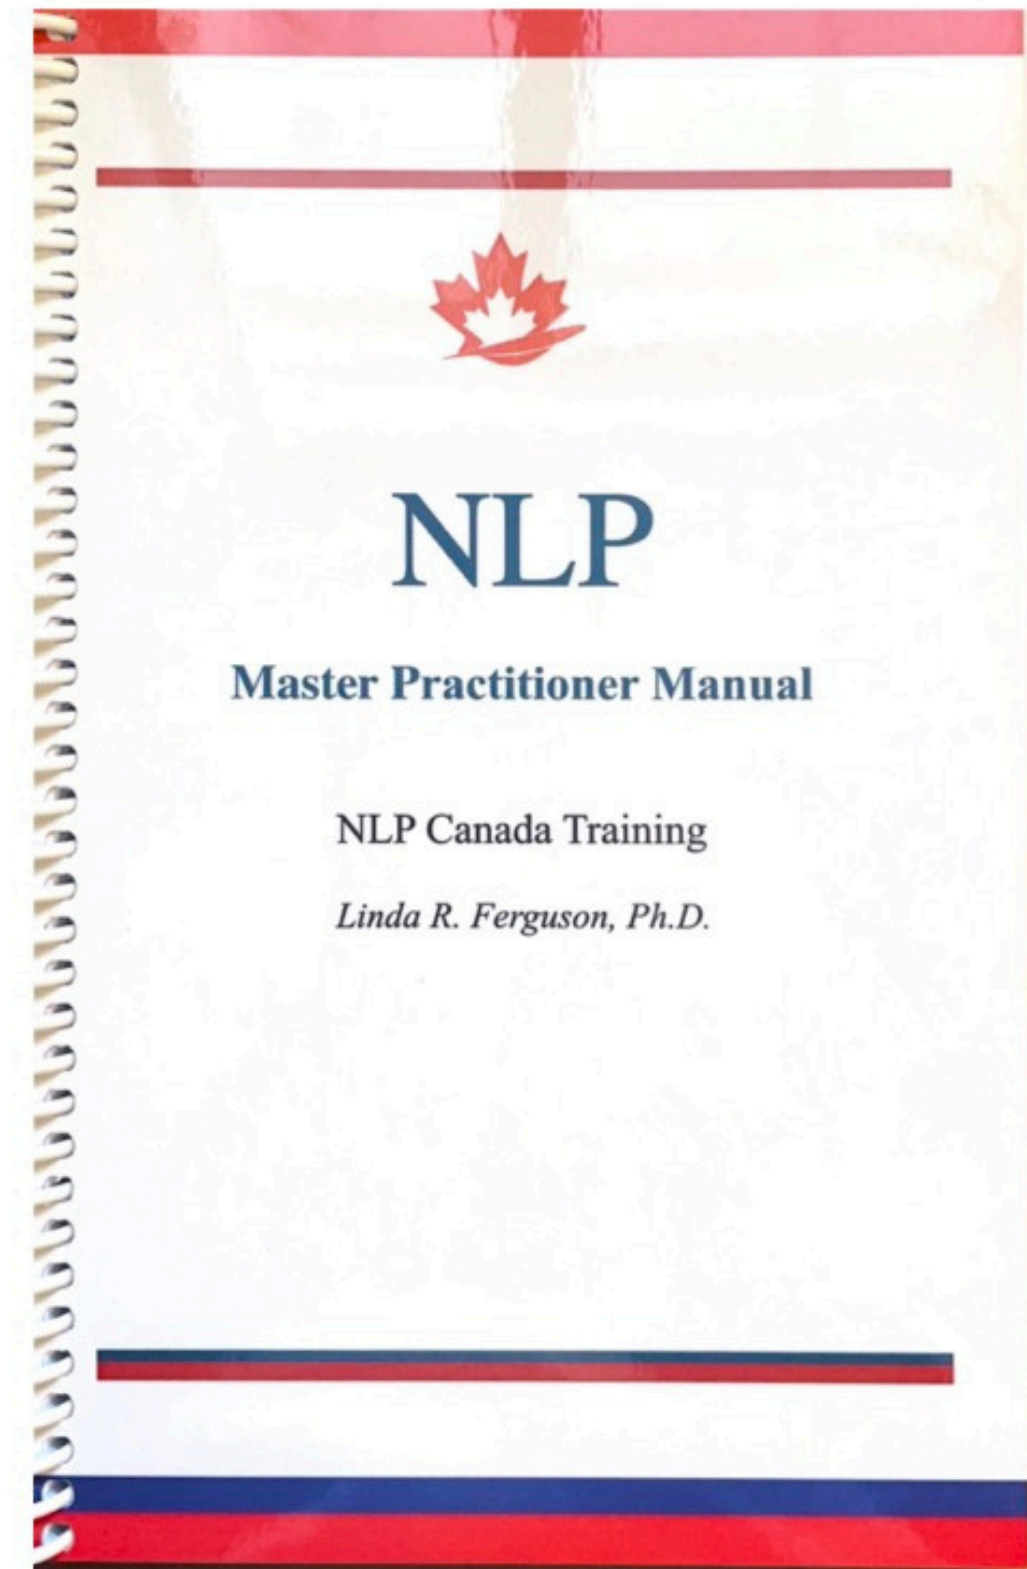 NLP
Master Practitioner Manual
NLP Canada Training
Linda R. Ferguson, Ph.D.